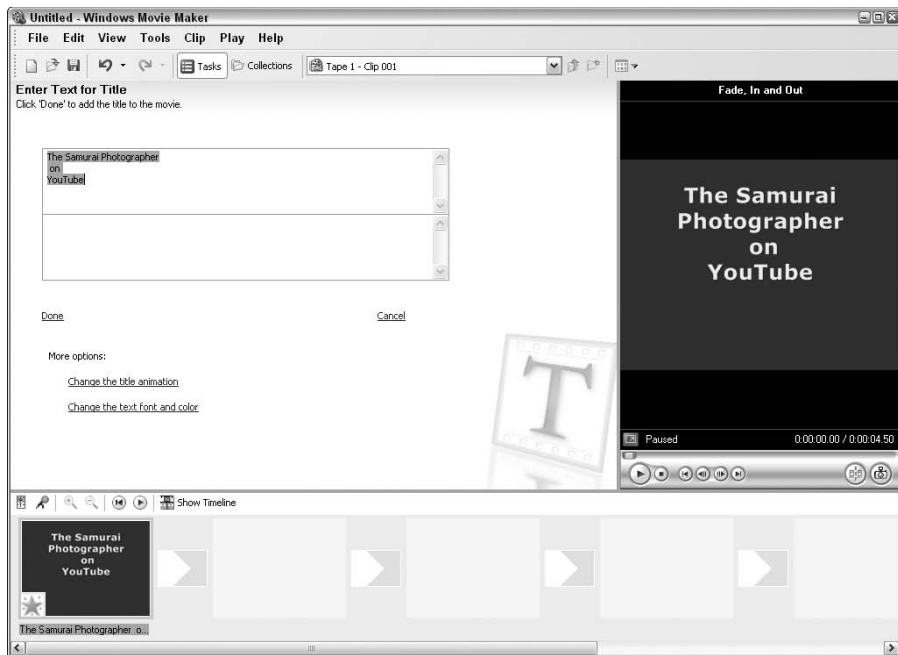 Untitled - Windows Movie Maker
File Edit View Tools Clip Play Help
Tasks Collections Tape 1 - Clip 001
Enter Text for Title
Click 'Done' to add the title to the movie.
The Samurai Photographer
on
YouTube
Done Cancel
More options:
Change the title animation
Change the text font and color
T
Fade, In and Out
The Samurai
Photographer
on
YouTube
Paused 0:00:00.00 / 0:00:04.50
Show Timeline
The Samurai
Photographer
on
YouTube
The Samurai Photographer o...